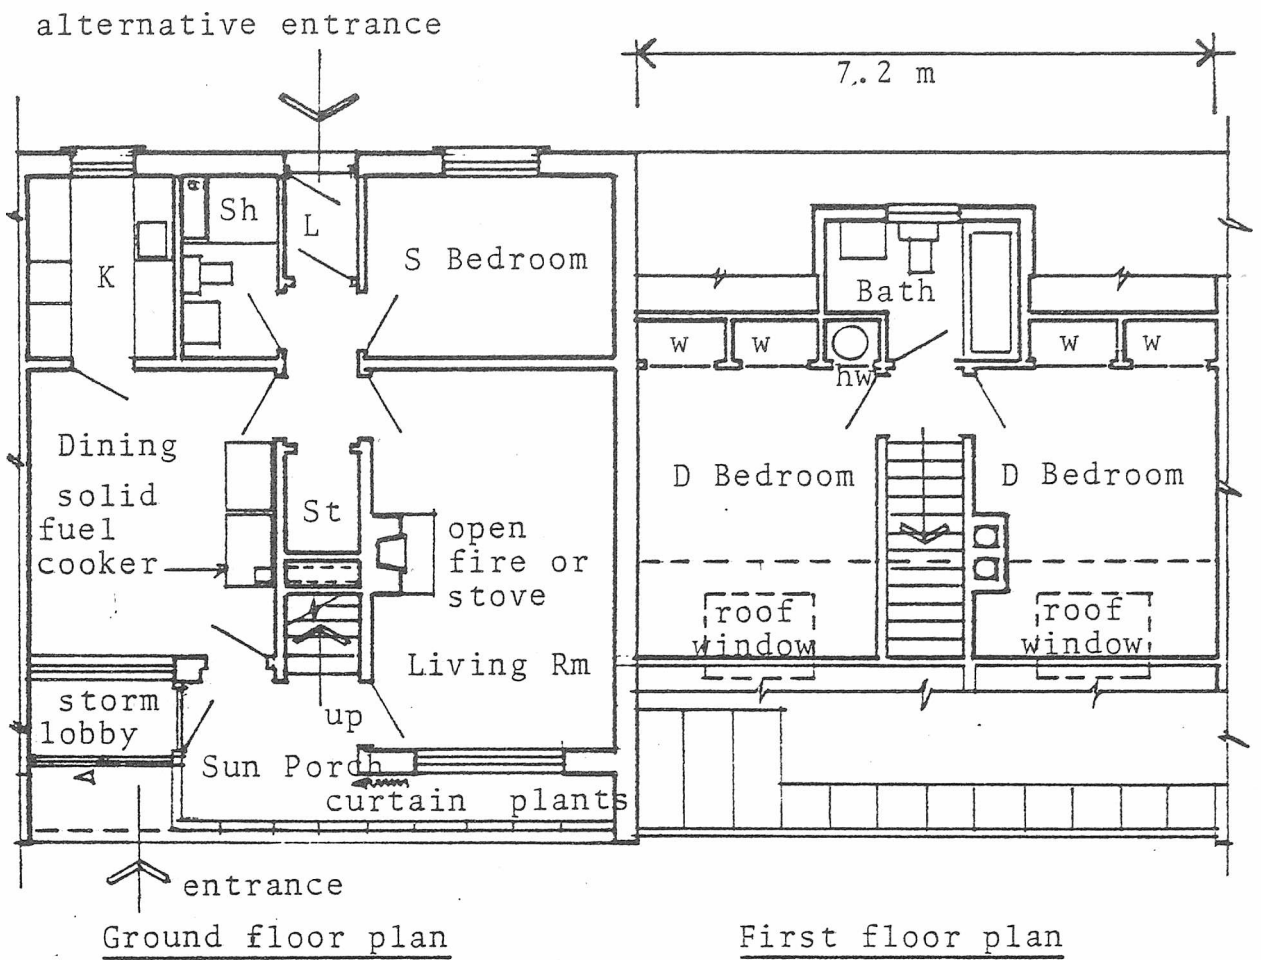 alternative entrance
7.2 m
Sh
L
K
S Bedroom
Bath
w
w
w
w
hw
Dining
solid
fuel
cooker
St
open
fire or
stove
D Bedroom
D Bedroom
roof
window
roof
window
Living Rm
storm
lobby
up
Sun Porch
curtain plants
entrance
Ground floor plan
First floor plan